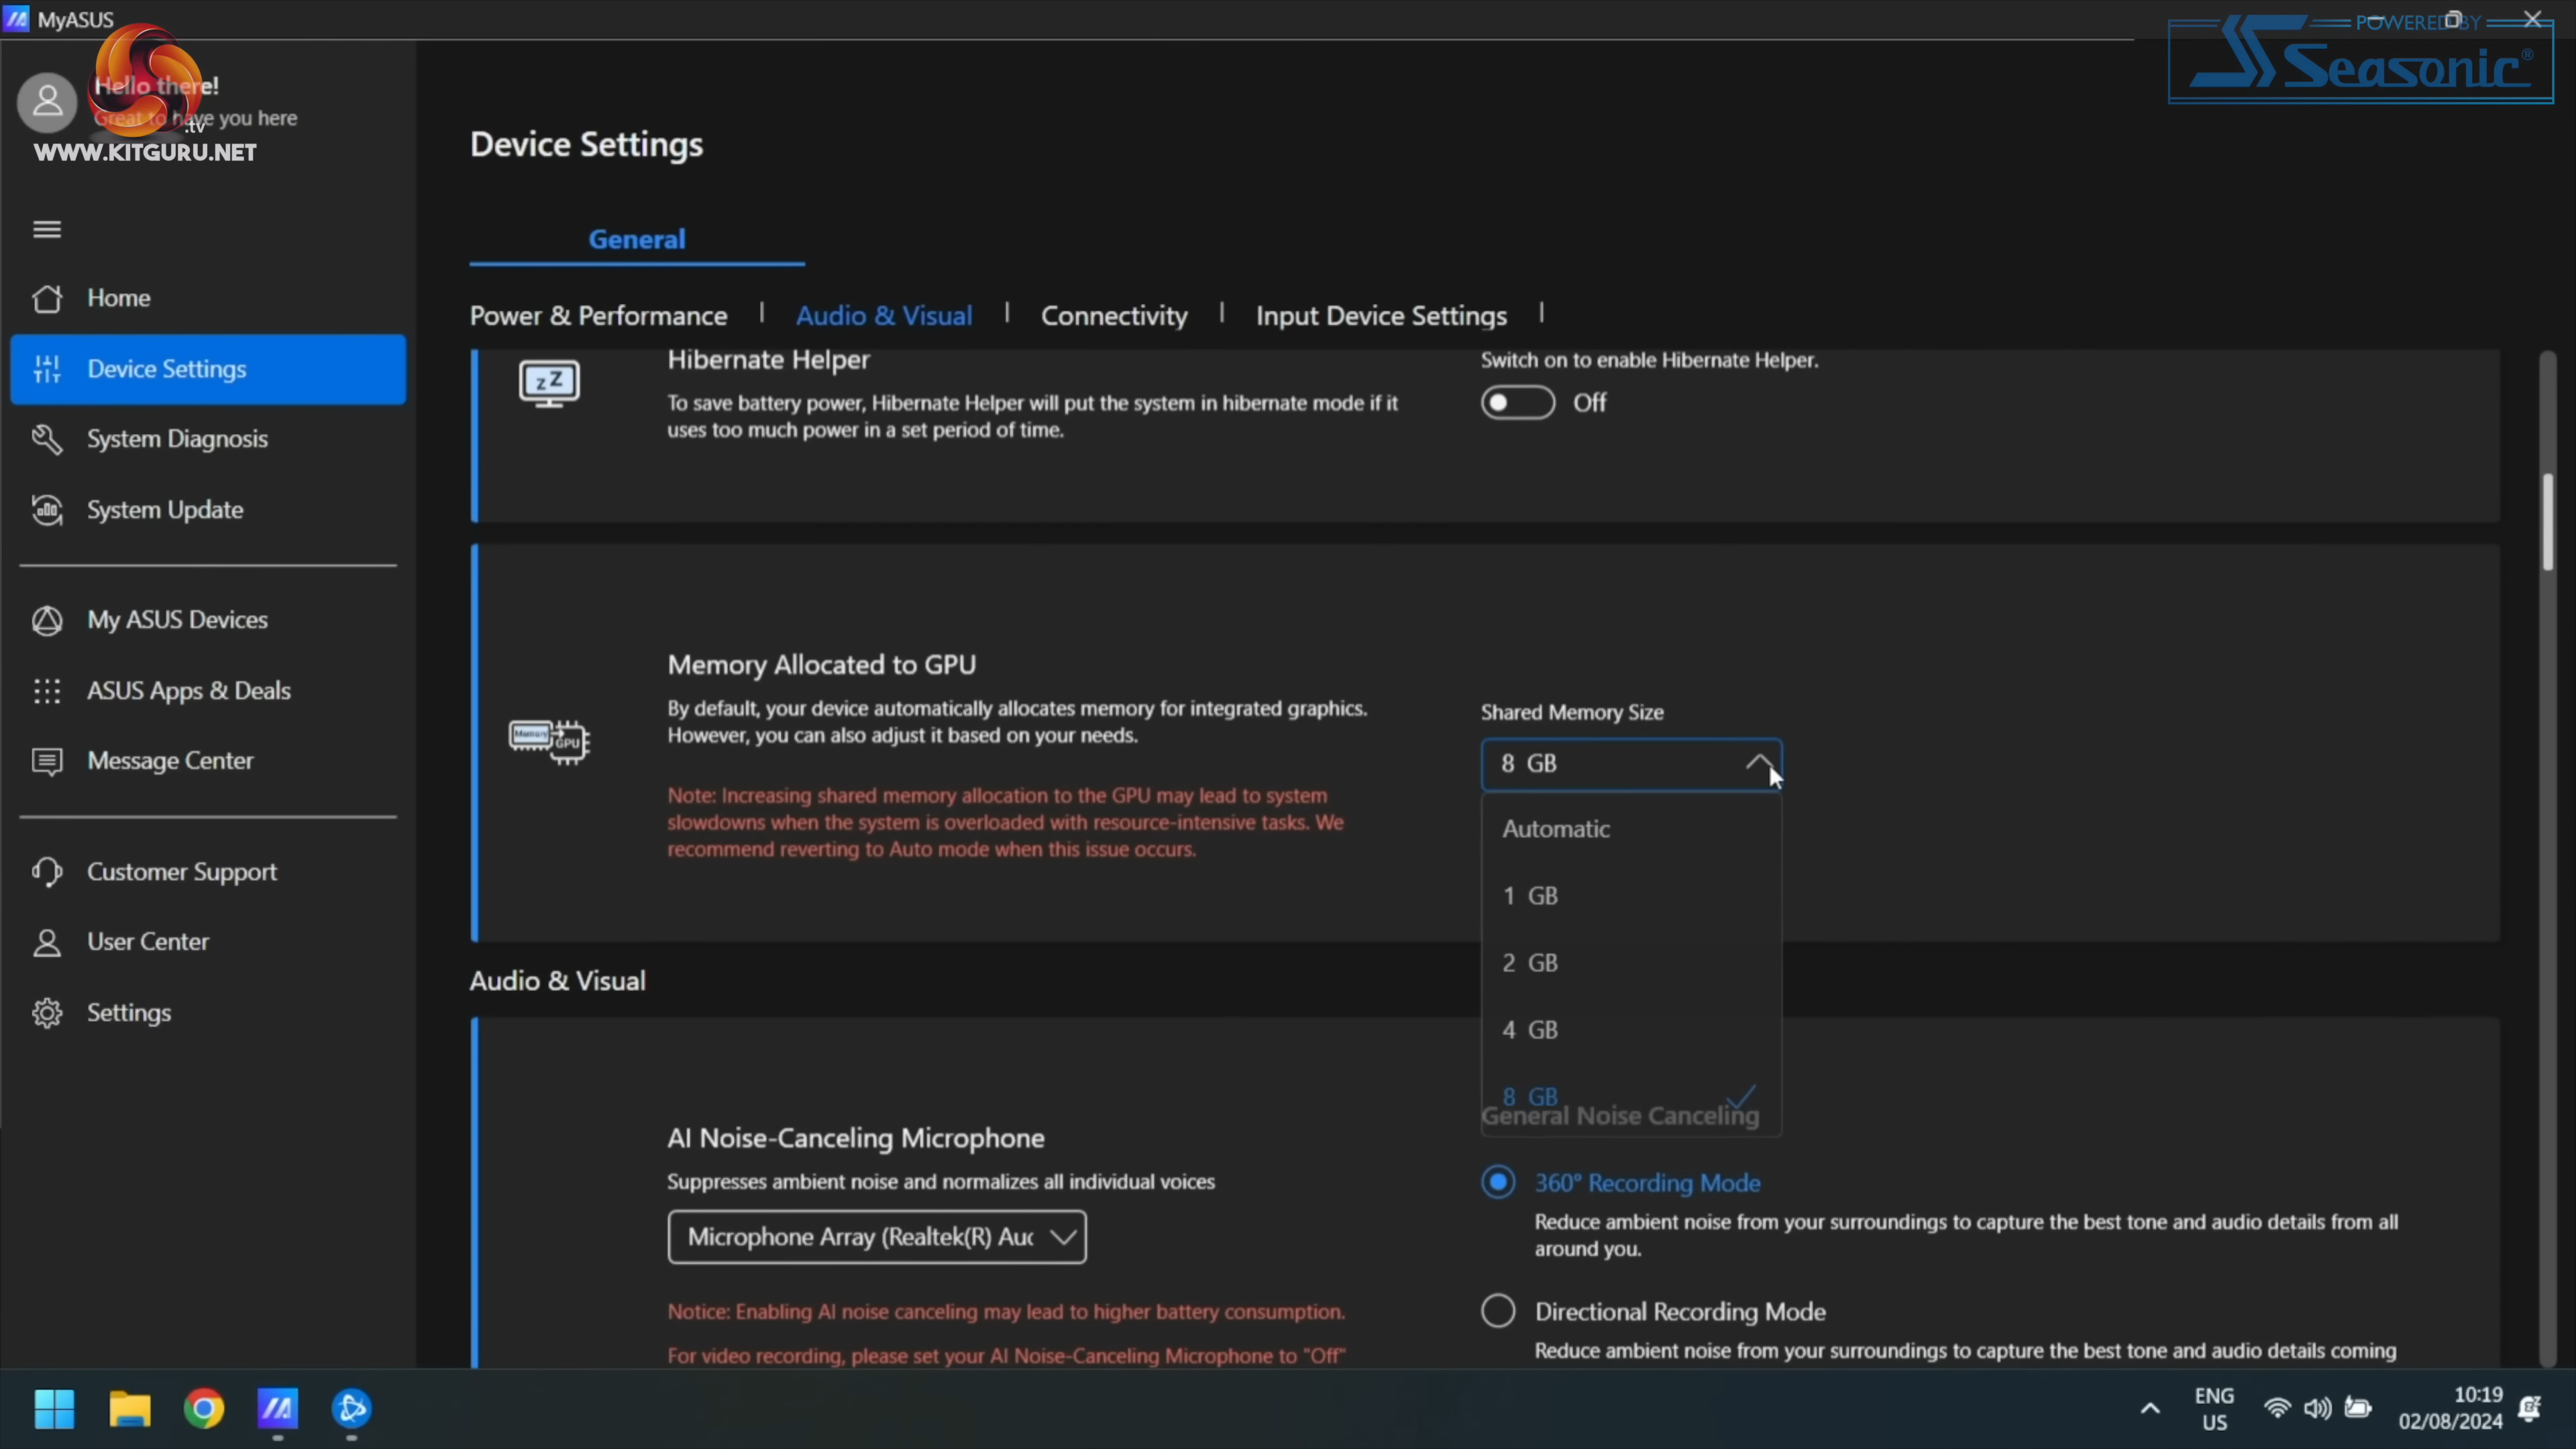 MyASUS
POWERED BY
Seasonic®
Hello there!
Great to have you here
.tv
WWW.KITGURU.NET
Home
Device Settings
System Diagnosis
System Update
My ASUS Devices
ASUS Apps & Deals
Message Center
Customer Support
User Center
Settings
Device Settings
General
Power & Performance | Audio & Visual | Connectivity | Input Device Settings |
Hibernate Helper
To save battery power, Hibernate Helper will put the system in hibernate mode if it
uses too much power in a set period of time.
Switch on to enable Hibernate Helper.
Off
Memory
GPU
Memory Allocated to GPU
By default, your device automatically allocates memory for integrated graphics.
However, you can also adjust it based on your needs.
Note: Increasing shared memory allocation to the GPU may lead to system
slowdowns when the system is overloaded with resource-intensive tasks. We
recommend reverting to Auto mode when this issue occurs.
Shared Memory Size
8 GB
Automatic
1 GB
2 GB
4 GB
8 GB
Audio & Visual
AI Noise-Canceling Microphone
Suppresses ambient noise and normalizes all individual voices
Microphone Array (Realtek(R) Auc
Notice: Enabling AI noise canceling may lead to higher battery consumption.
For video recording, please set your AI Noise-Canceling Microphone to "Off"
General Noise Canceling
360° Recording Mode
Reduce ambient noise from your surroundings to capture the best tone and audio details from all
around you.
Directional Recording Mode
Reduce ambient noise from your surroundings to capture the best tone and audio details coming
ENG
US
10:19
02/08/2024